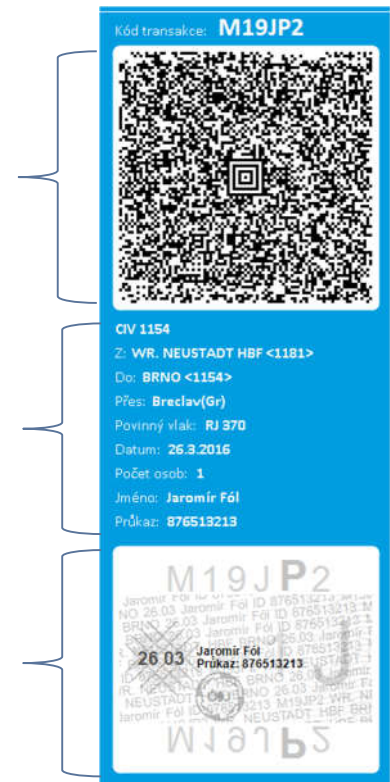 Kód transakce: M19JP2
CIV 1154
Z: WR. NEUSTADT HBF <1181>
Do: BRNO <1154>
Přes: Breclav(Gr)
Povinný vlak: RJ 370
Datum: 26.3.2016
Počet osob: 1
Jméno: Jaromír Fól
Průkaz: 876513213
M19JP2
26 03
Jaromír Fól
Průkaz: 876513213
M19JP2